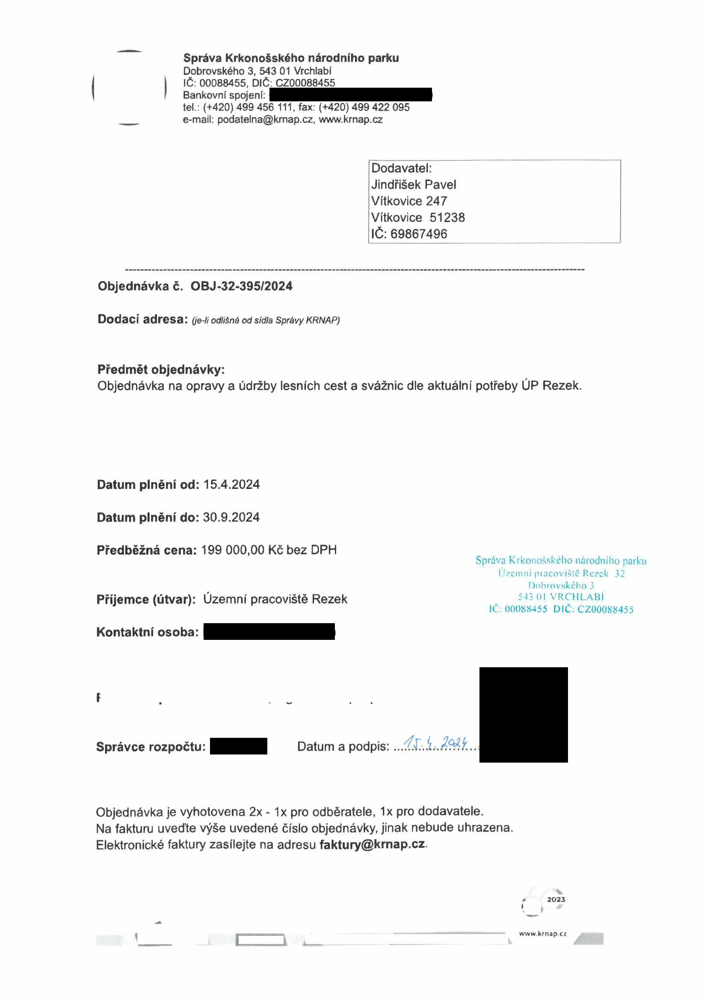 Správa Krkonošského národního parku
Dobrovského 3, 543 01 Vrchlabí
IČ: 00088455, DIČ: CZ00088455
Bankovní spojení:
tel.: (+420) 499 456 111, fax: (+420) 499 422 095
e-mail: podatelna@krnap.cz, www.krnap.cz
Dodavatel:
Jindřišek Pavel
Vítkovice 247
Vítkovice 51238
IČ: 69867496
Objednávka č. OBJ-32-395/2024
Dodací adresa: (je-li odlišná od sídla Správy KRNAP)
Předmět objednávky:
Objednávka na opravy a údržby lesních cest a svážnic dle aktuální potřeby ÚP Rezek.
Datum plnění od: 15.4.2024
Datum plnění do: 30.9.2024
Předběžná cena: 199 000,00 Kč bez DPH
Správa Krkonošského národního parku
Územní pracoviště Rezek 32
Dobrovského 3
543 01 VRCHLABÍ
IČ: 00088455 DIČ: CZ00088455
Příjemce (útvar): Územní pracoviště Rezek
Kontaktní osoba:
Správce rozpočtu: Datum a podpis: 15.4.2024
Objednávka je vyhotovena 2x - 1x pro odběratele, 1x pro dodavatele.
Na fakturu uveďte výše uvedené číslo objednávky, jinak nebude uhrazena.
Elektronické faktury zasílejte na adresu faktury@krnap.cz.
2023
www.krnap.cz